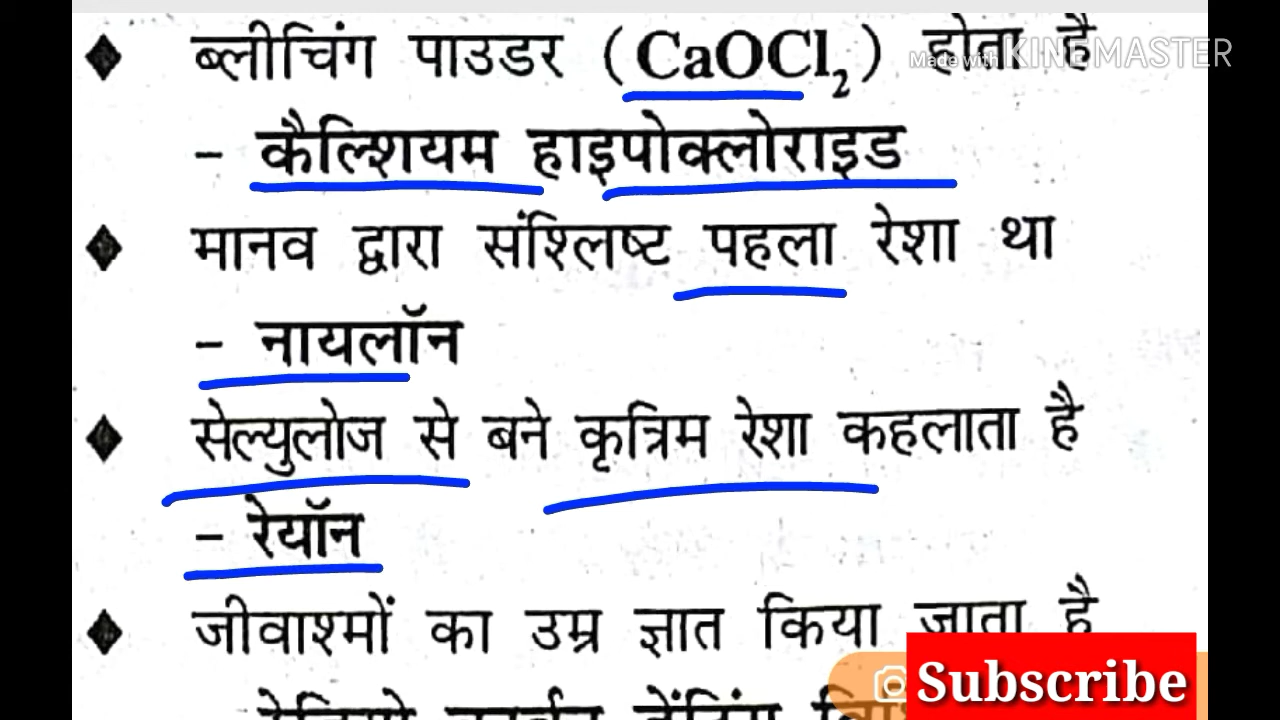 ♦ ब्लीचिंग पाउडर (CaOCl₂) होता है
Made with KINEMASTER
– कैल्शियम हाइपोक्लोराइड
♦ मानव द्वारा संश्लिष्ट पहला रेशा था
– नायलॉन
♦ सेल्युलोज से बने कृत्रिम रेशा कहलाता है
– रेयॉन
♦ जीवाश्मों का उम्र ज्ञात किया जाता है
Subscribe